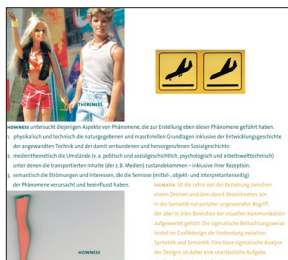 THERENESS
HOWNESS untersucht diejenigen Aspekte von Phänomene, die zur Erstellung eben dieser Phänomene geführt haben.
1. physikalisch und technisch die naturgegebenen und maschinellen Grundlagen inklusive der Entwicklungsgeschichte
der angewandten Technik und der damit verbundenen und hervorgerufenen Sozialgeschichte.
2. medientheoretisch die Umstände (v. a. politisch und sozialgeschichtlich, psychologisch und arbeitsweltlichtechnisch)
unter denen die transportierten Inhalte (der z. B. Medien) zustandekommen – inklusive ihrer Rezeption.
3. semantisch die Strömungen und Interessen, die die Semiose (mittel-, objekt- und interpretantenseitig)
der Phänomene verursacht und beeinflusst haben.
SIGMATIK ist die Lehre von der Beziehung zwischen
einem Zeichen und dem damit Bezeichneten, ein
in der Semiotik nur peripher angewandter Begriff,
der aber in allen Bereichen der visuellen Kommunikation
aufgewertet gehört. Die sigmatische Betrachtungsweise
bildet im Grafikdesign die Verbindung zwischen
Syntaktik und Semantik. Eine klare sigmatische Analyse
der Designs ist daher eine unerlässliche Aufgabe
HOWNESS